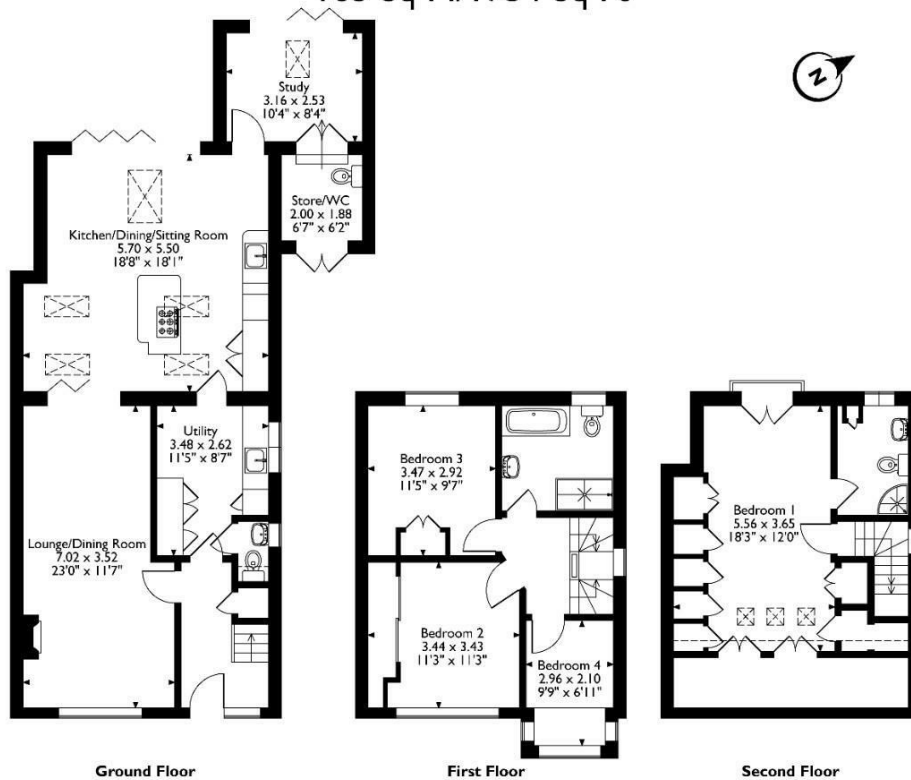 Study
3.16 x 2.53
10'4" x 8'4"
Store/WC
2.00 x 1.88
6'7" x 6'2"
Kitchen/Dining/Sitting Room
5.70 x 5.50
18'8" x 18'1"
Utility
3.48 x 2.62
11'5" x 8'7"
Lounge/Dining Room
7.02 x 3.52
23'0" x 11'7"
Ground Floor
Bedroom 3
3.47 x 2.92
11'5" x 9'7"
Bedroom 2
3.44 x 3.43
11'3" x 11'3"
Bedroom 4
2.96 x 2.10
9'9" x 6'11"
First Floor
N
Bedroom 1
5.56 x 3.65
18'3" x 12'0"
Second Floor